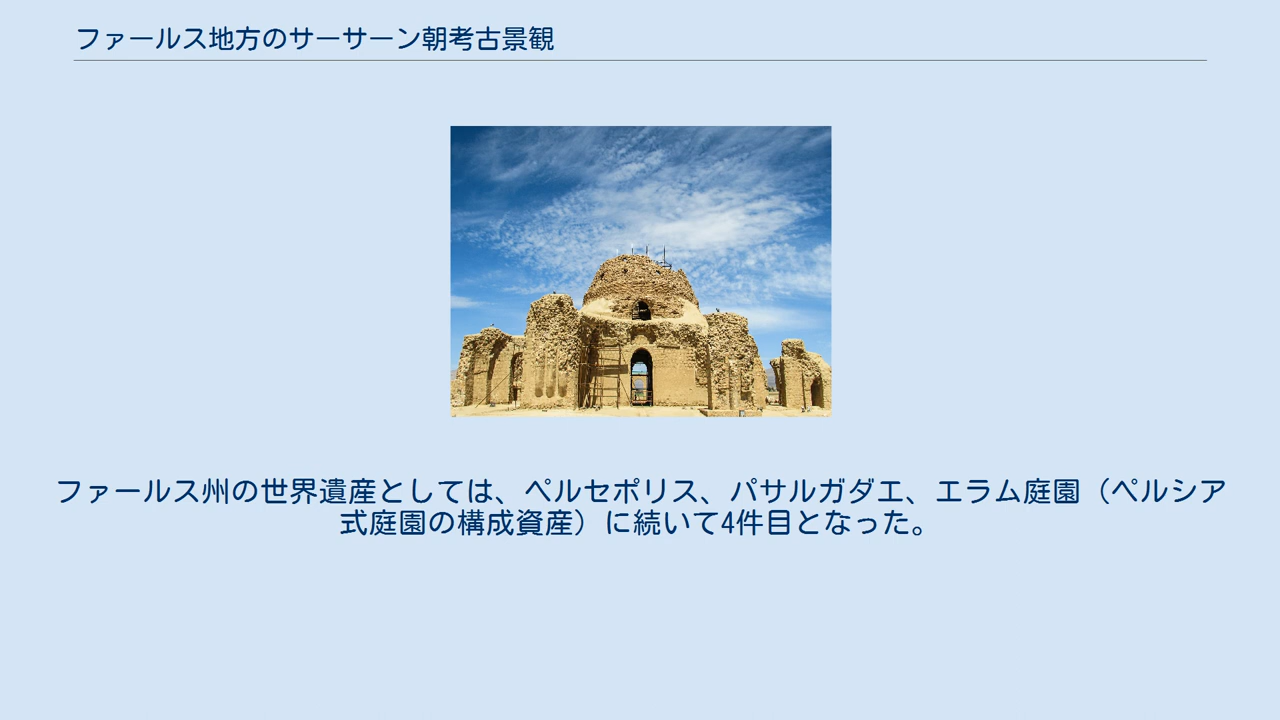 ファールス地方のサーサーン朝考古景観
ファールス州の世界遺産としては、ペルセポリス、パサルガダエ、エラム庭園（ペルシア
式庭園の構成資産）に続いて4件目となった。